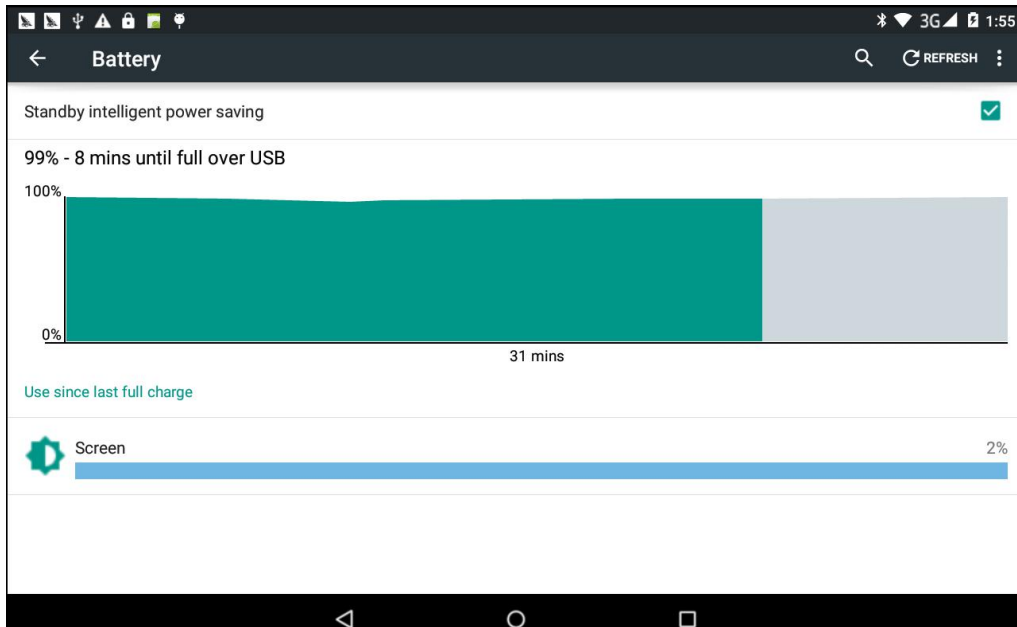 3G 1:55
Battery REFRESH
Standby intelligent power saving
99% - 8 mins until full over USB
100%
0%
31 mins
Use since last full charge
Screen 2%